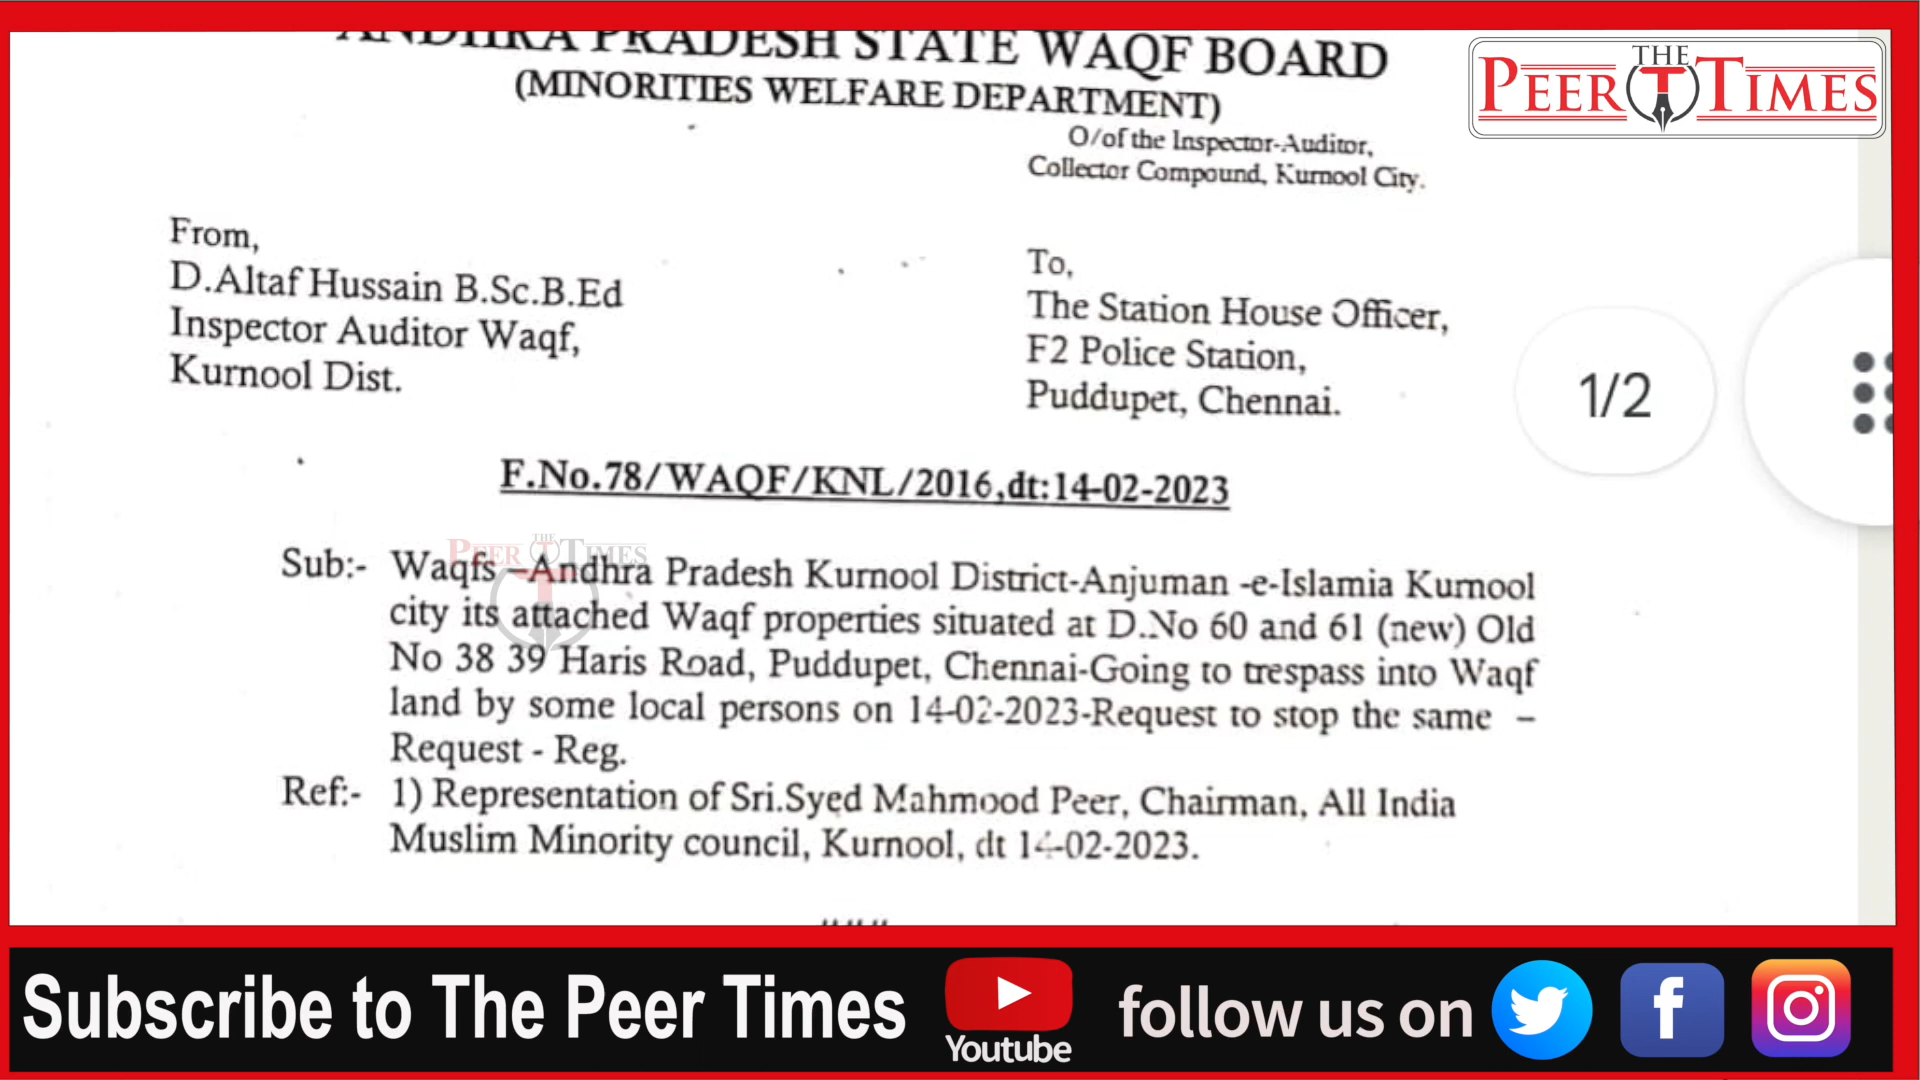 ANDHRA PRADESH STATE WAQF BOARD
(MINORITIES WELFARE DEPARTMENT)
O/of the Inspector-Auditor,
Collector Compound, Kurnool City.
THE
PEER TIMES
From,
D.Altaf Hussain B.Sc.B.Ed
Inspector Auditor Waqf,
Kurnool Dist.
To,
The Station House Officer,
F2 Police Station,
Puddupet, Chennai.
1/2
F.No.78/WAQF/KNL/2016,dt:14-02-2023
THE
PEER TIMES
Sub:- Waqfs –Andhra Pradesh Kurnool District-Anjuman -e-Islamia Kurnool
city its attached Waqf properties situated at D.No 60 and 61 (new) Old
No 38 39 Haris Road, Puddupet, Chennai-Going to trespass into Waqf
land by some local persons on 14-02-2023-Request to stop the same –
Request - Reg.
Ref:- 1) Representation of Sri.Syed Mahmood Peer, Chairman, All India
Muslim Minority council, Kurnool, dt 14-02-2023.
Subscribe to The Peer Times
Youtube
follow us on